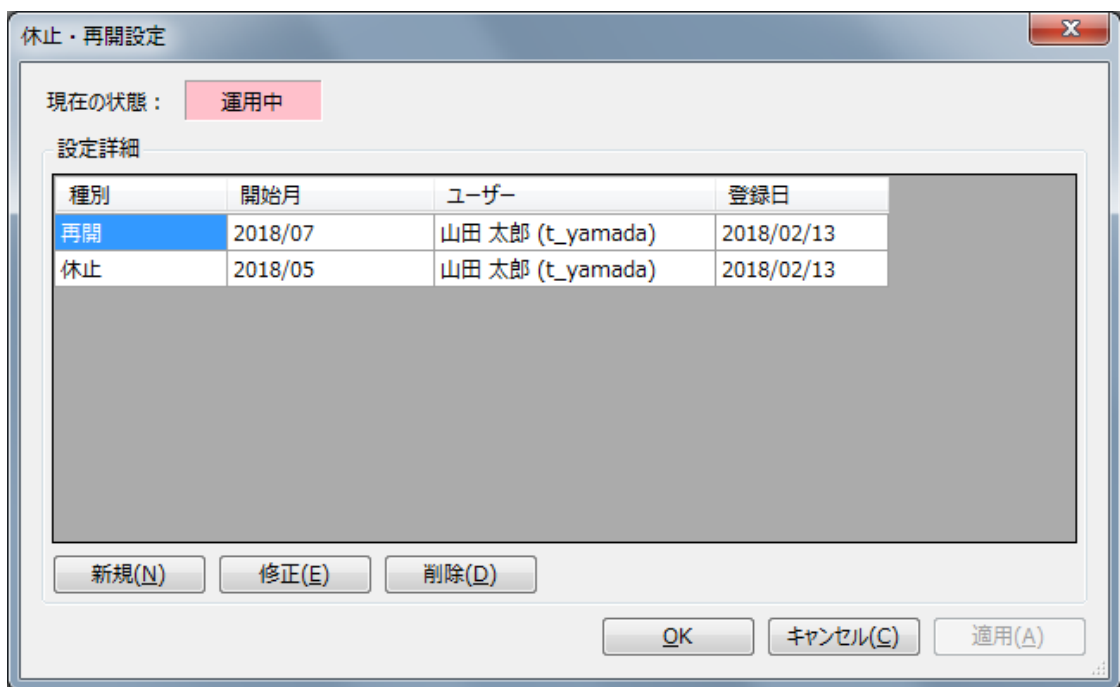 休止・再開設定
現在の状態： 運用中
設定詳細
種別 開始月 ユーザー 登録日
再開 2018/07 山田 太郎 (t_yamada) 2018/02/13
休止 2018/05 山田 太郎 (t_yamada) 2018/02/13
新規(N) 修正(E) 削除(D)
OK キャンセル(C) 適用(A)